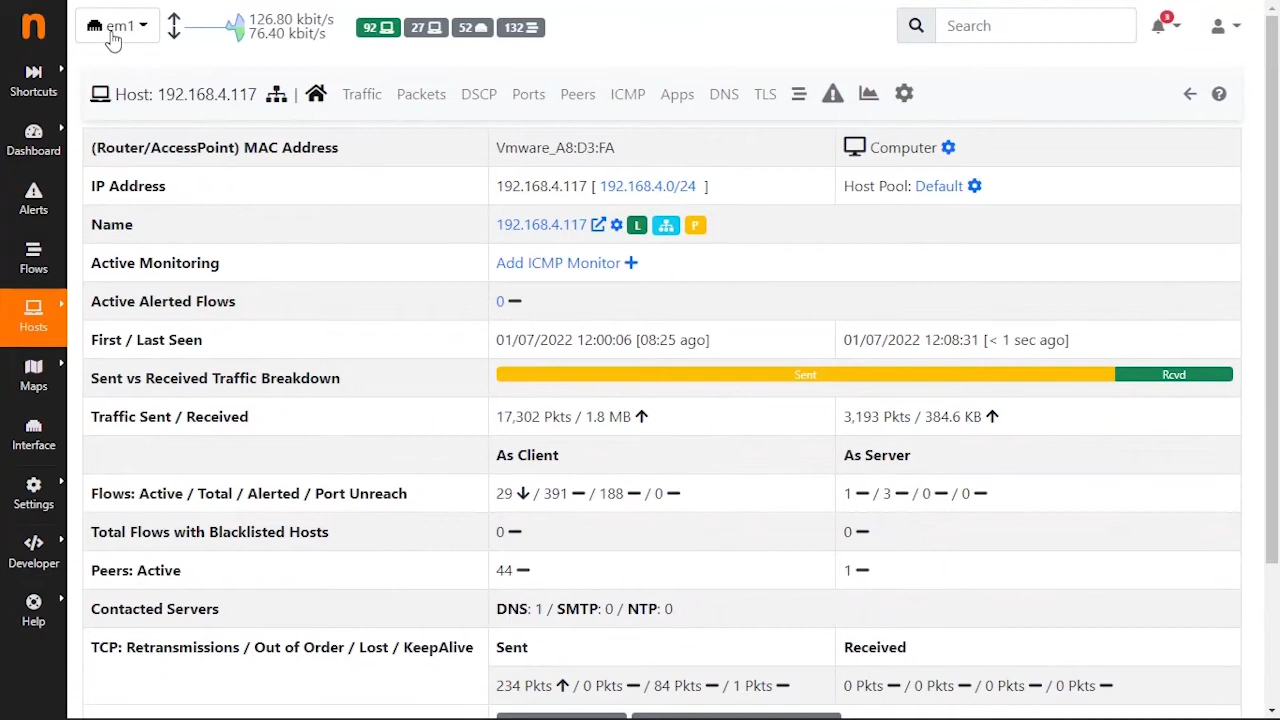 n
em1
126.80 kbit/s
76.40 kbit/s
92
27
52
132
Search
3
Shortcuts
Dashboard
Alerts
Flows
Hosts
Maps
Interface
Settings
Developer
Help
Host: 192.168.4.117 | Traffic Packets DSCP Ports Peers ICMP Apps DNS TLS
(Router/AccessPoint) MAC Address Vmware_A8:D3:FA Computer
IP Address 192.168.4.117 [ 192.168.4.0/24 ] Host Pool: Default
Name 192.168.4.117 L P
Active Monitoring Add ICMP Monitor +
Active Alerted Flows 0
First / Last Seen 01/07/2022 12:00:06 [08:25 ago] 01/07/2022 12:08:31 [< 1 sec ago]
Sent vs Received Traffic Breakdown Sent Rcvd
Traffic Sent / Received 17,302 Pkts / 1.8 MB ↑ 3,193 Pkts / 384.6 KB ↑
As Client As Server
Flows: Active / Total / Alerted / Port Unreach 29 ↓ / 391 — / 188 — / 0 — 1 — / 3 — / 0 — / 0 —
Total Flows with Blacklisted Hosts 0 — 0 —
Peers: Active 44 — 1 —
Contacted Servers DNS: 1 / SMTP: 0 / NTP: 0
TCP: Retransmissions / Out of Order / Lost / KeepAlive Sent Received
234 Pkts ↑ / 0 Pkts — / 84 Pkts — / 1 Pkts — 0 Pkts — / 0 Pkts — / 0 Pkts — / 0 Pkts —